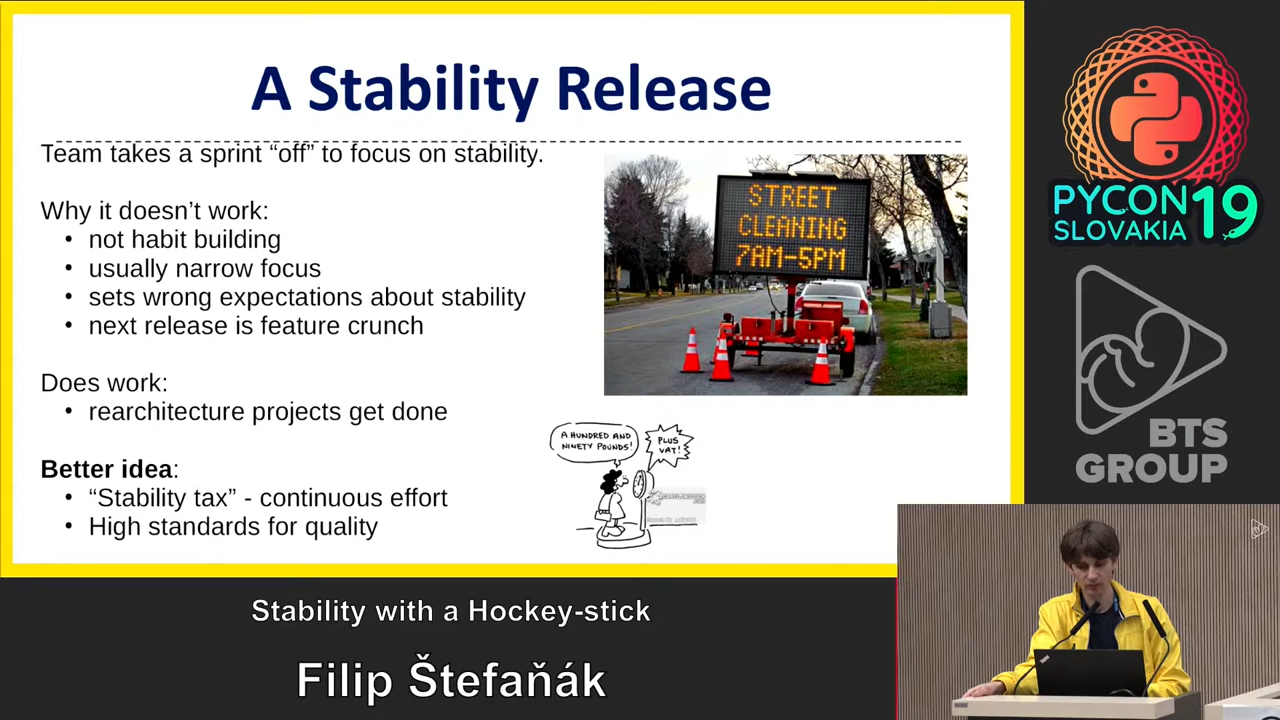 A Stability Release
Team takes a sprint “off” to focus on stability.
Why it doesn’t work:
• not habit building
• usually narrow focus
• sets wrong expectations about stability
• next release is feature crunch
Does work:
• rearchitecture projects get done
Better idea:
• “Stability tax” - continuous effort
• High standards for quality
STREET
CLEANING
7AM-5PM
A HUNDRED AND
NINETY POUNDS!
PLUS
VAT!
PYCON
SLOVAKIA
19
BTS
GROUP
Stability with a Hockey-stick
Filip Štefaňák